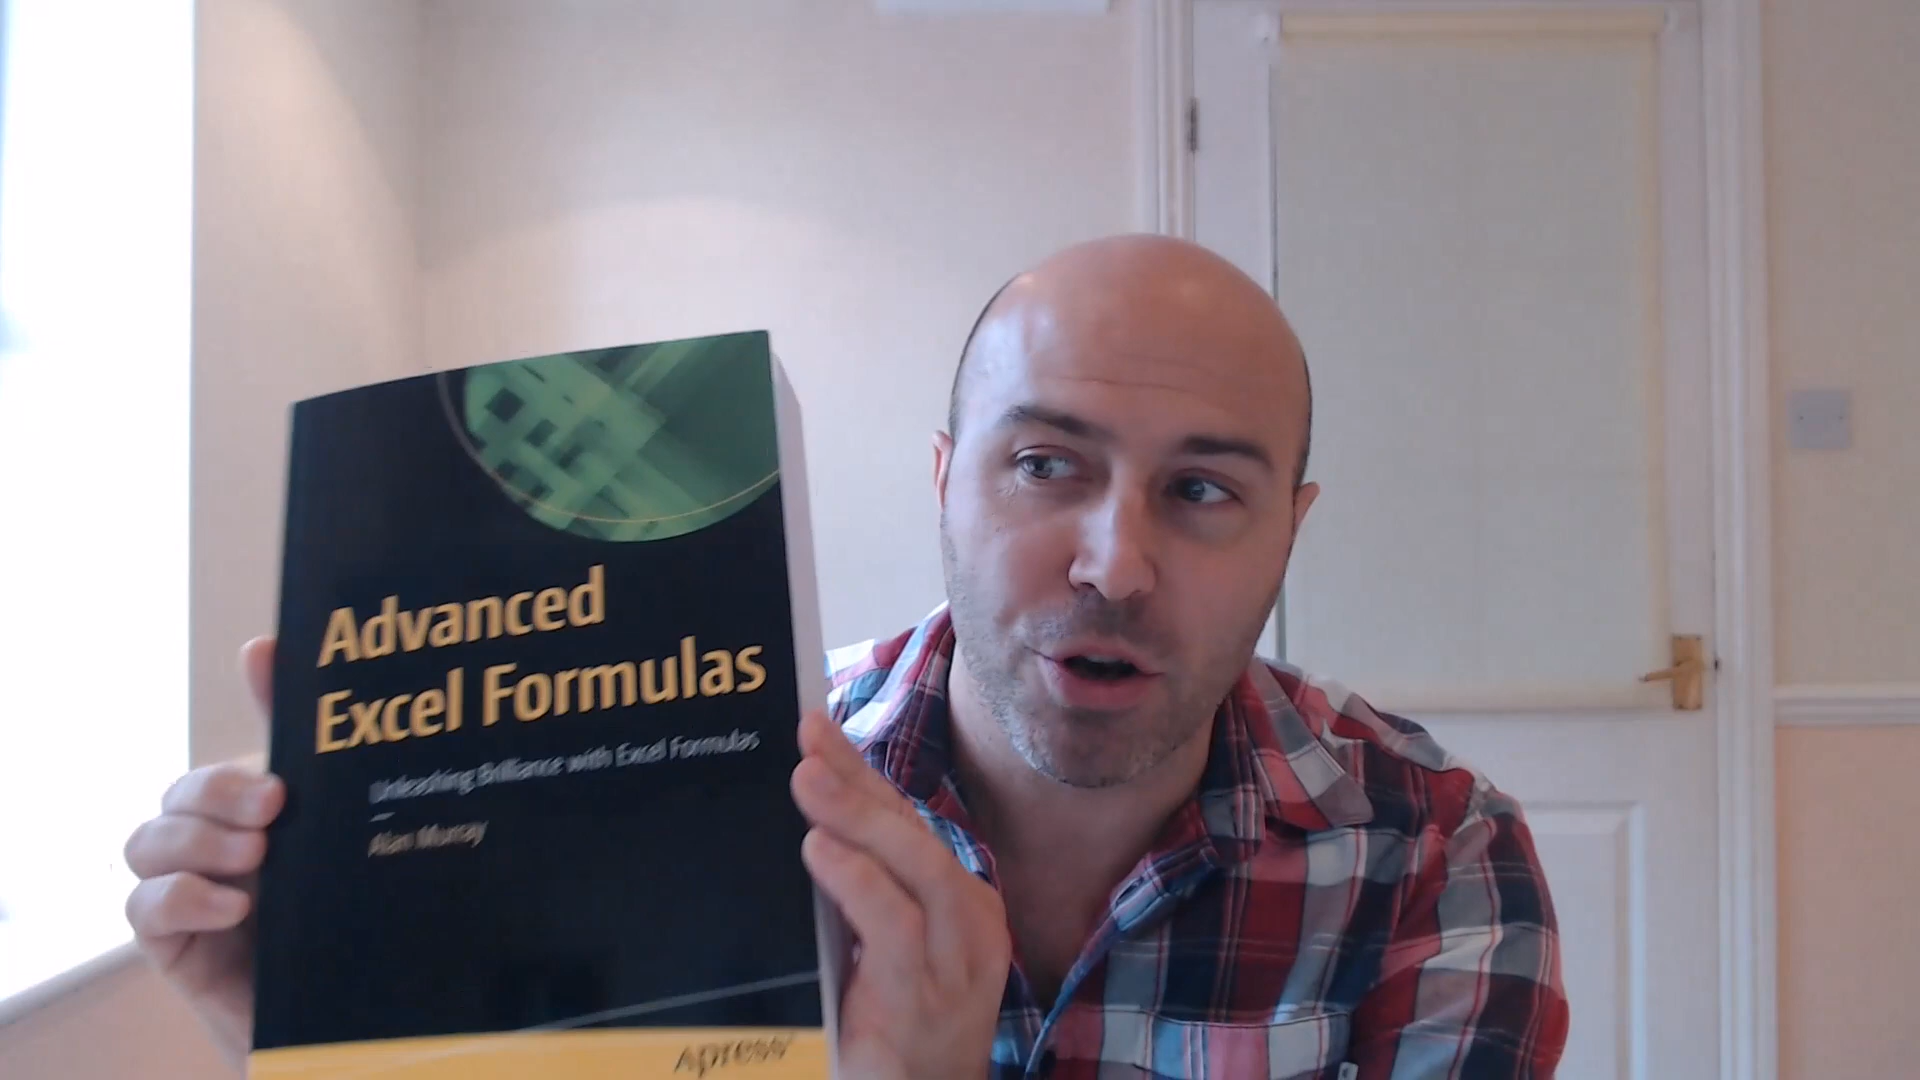 Advanced
Excel Formulas
Unleashing Brilliance with Excel Formulas
Alan Murray
Apress®